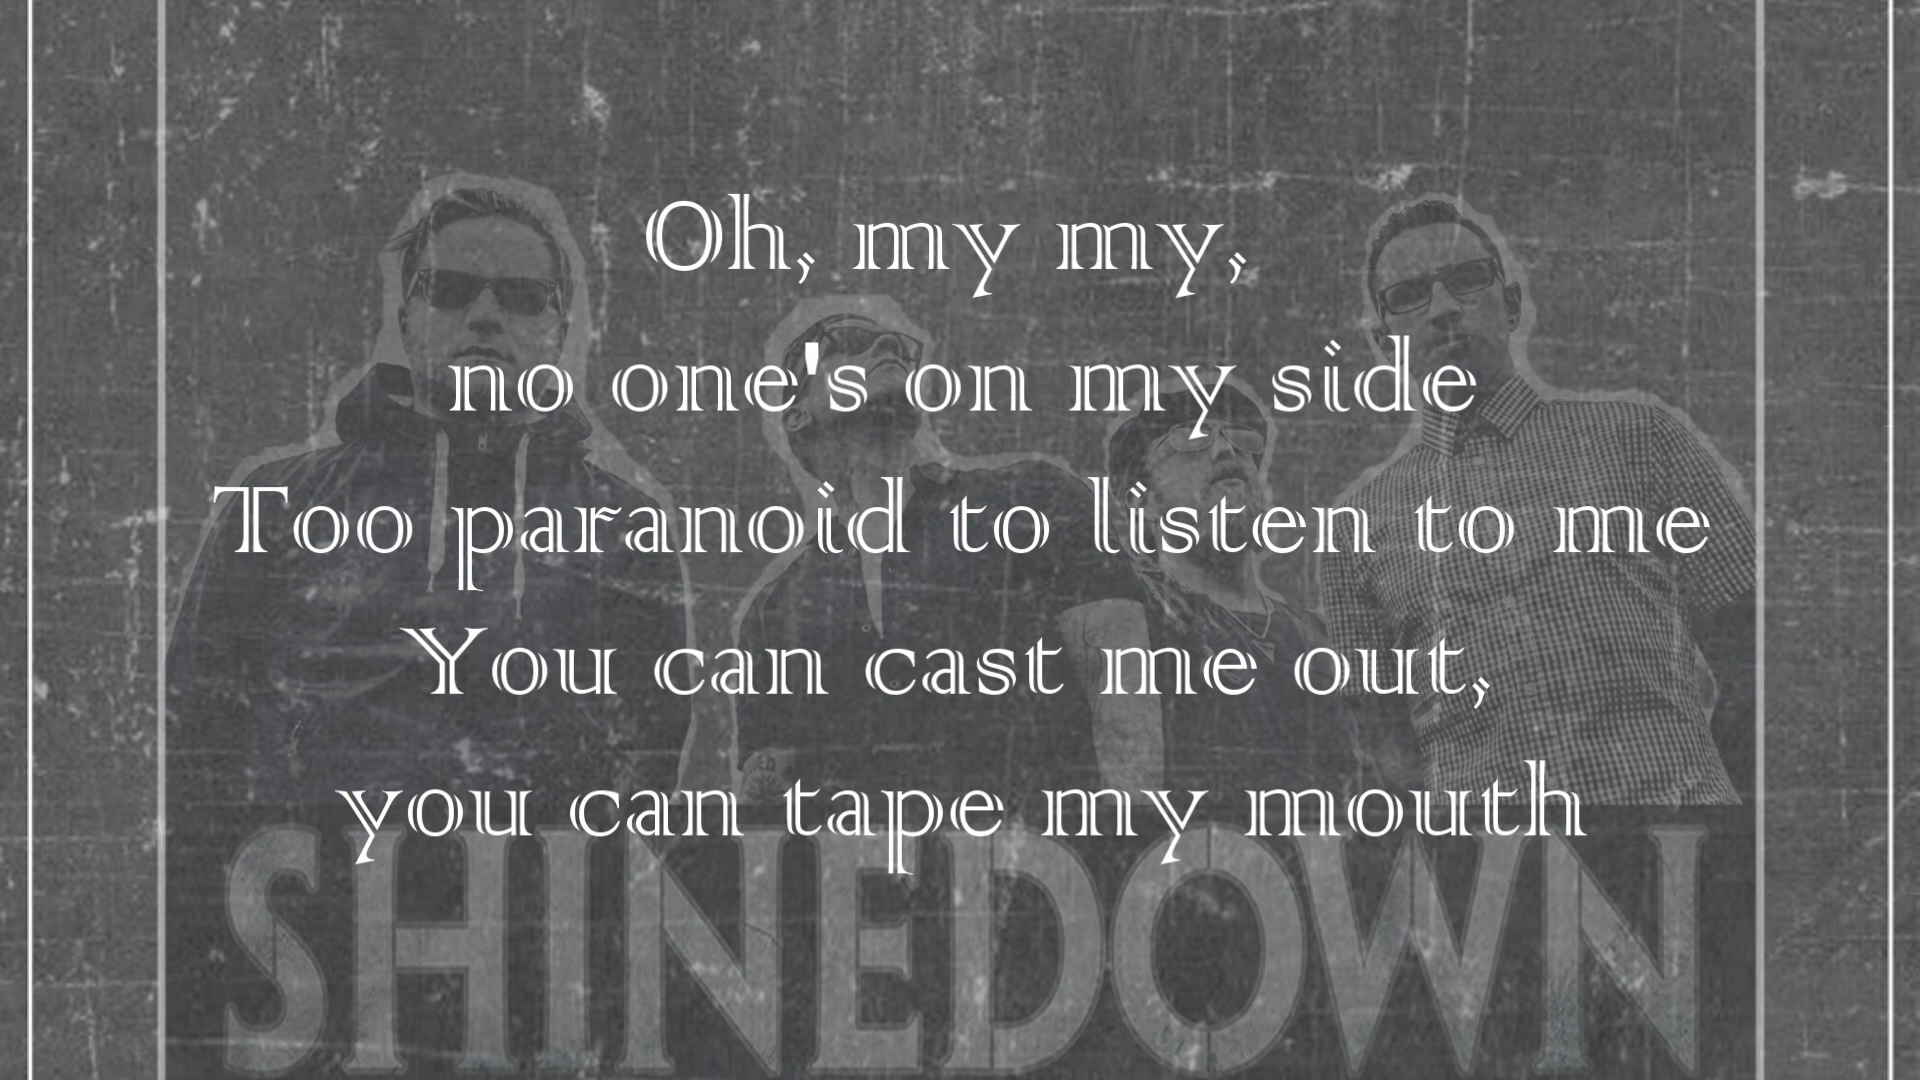 Oh, my my,
no one's on my side
Too paranoid to listen to me
You can cast me out,
you can tape my mouth
SHINEDOWN